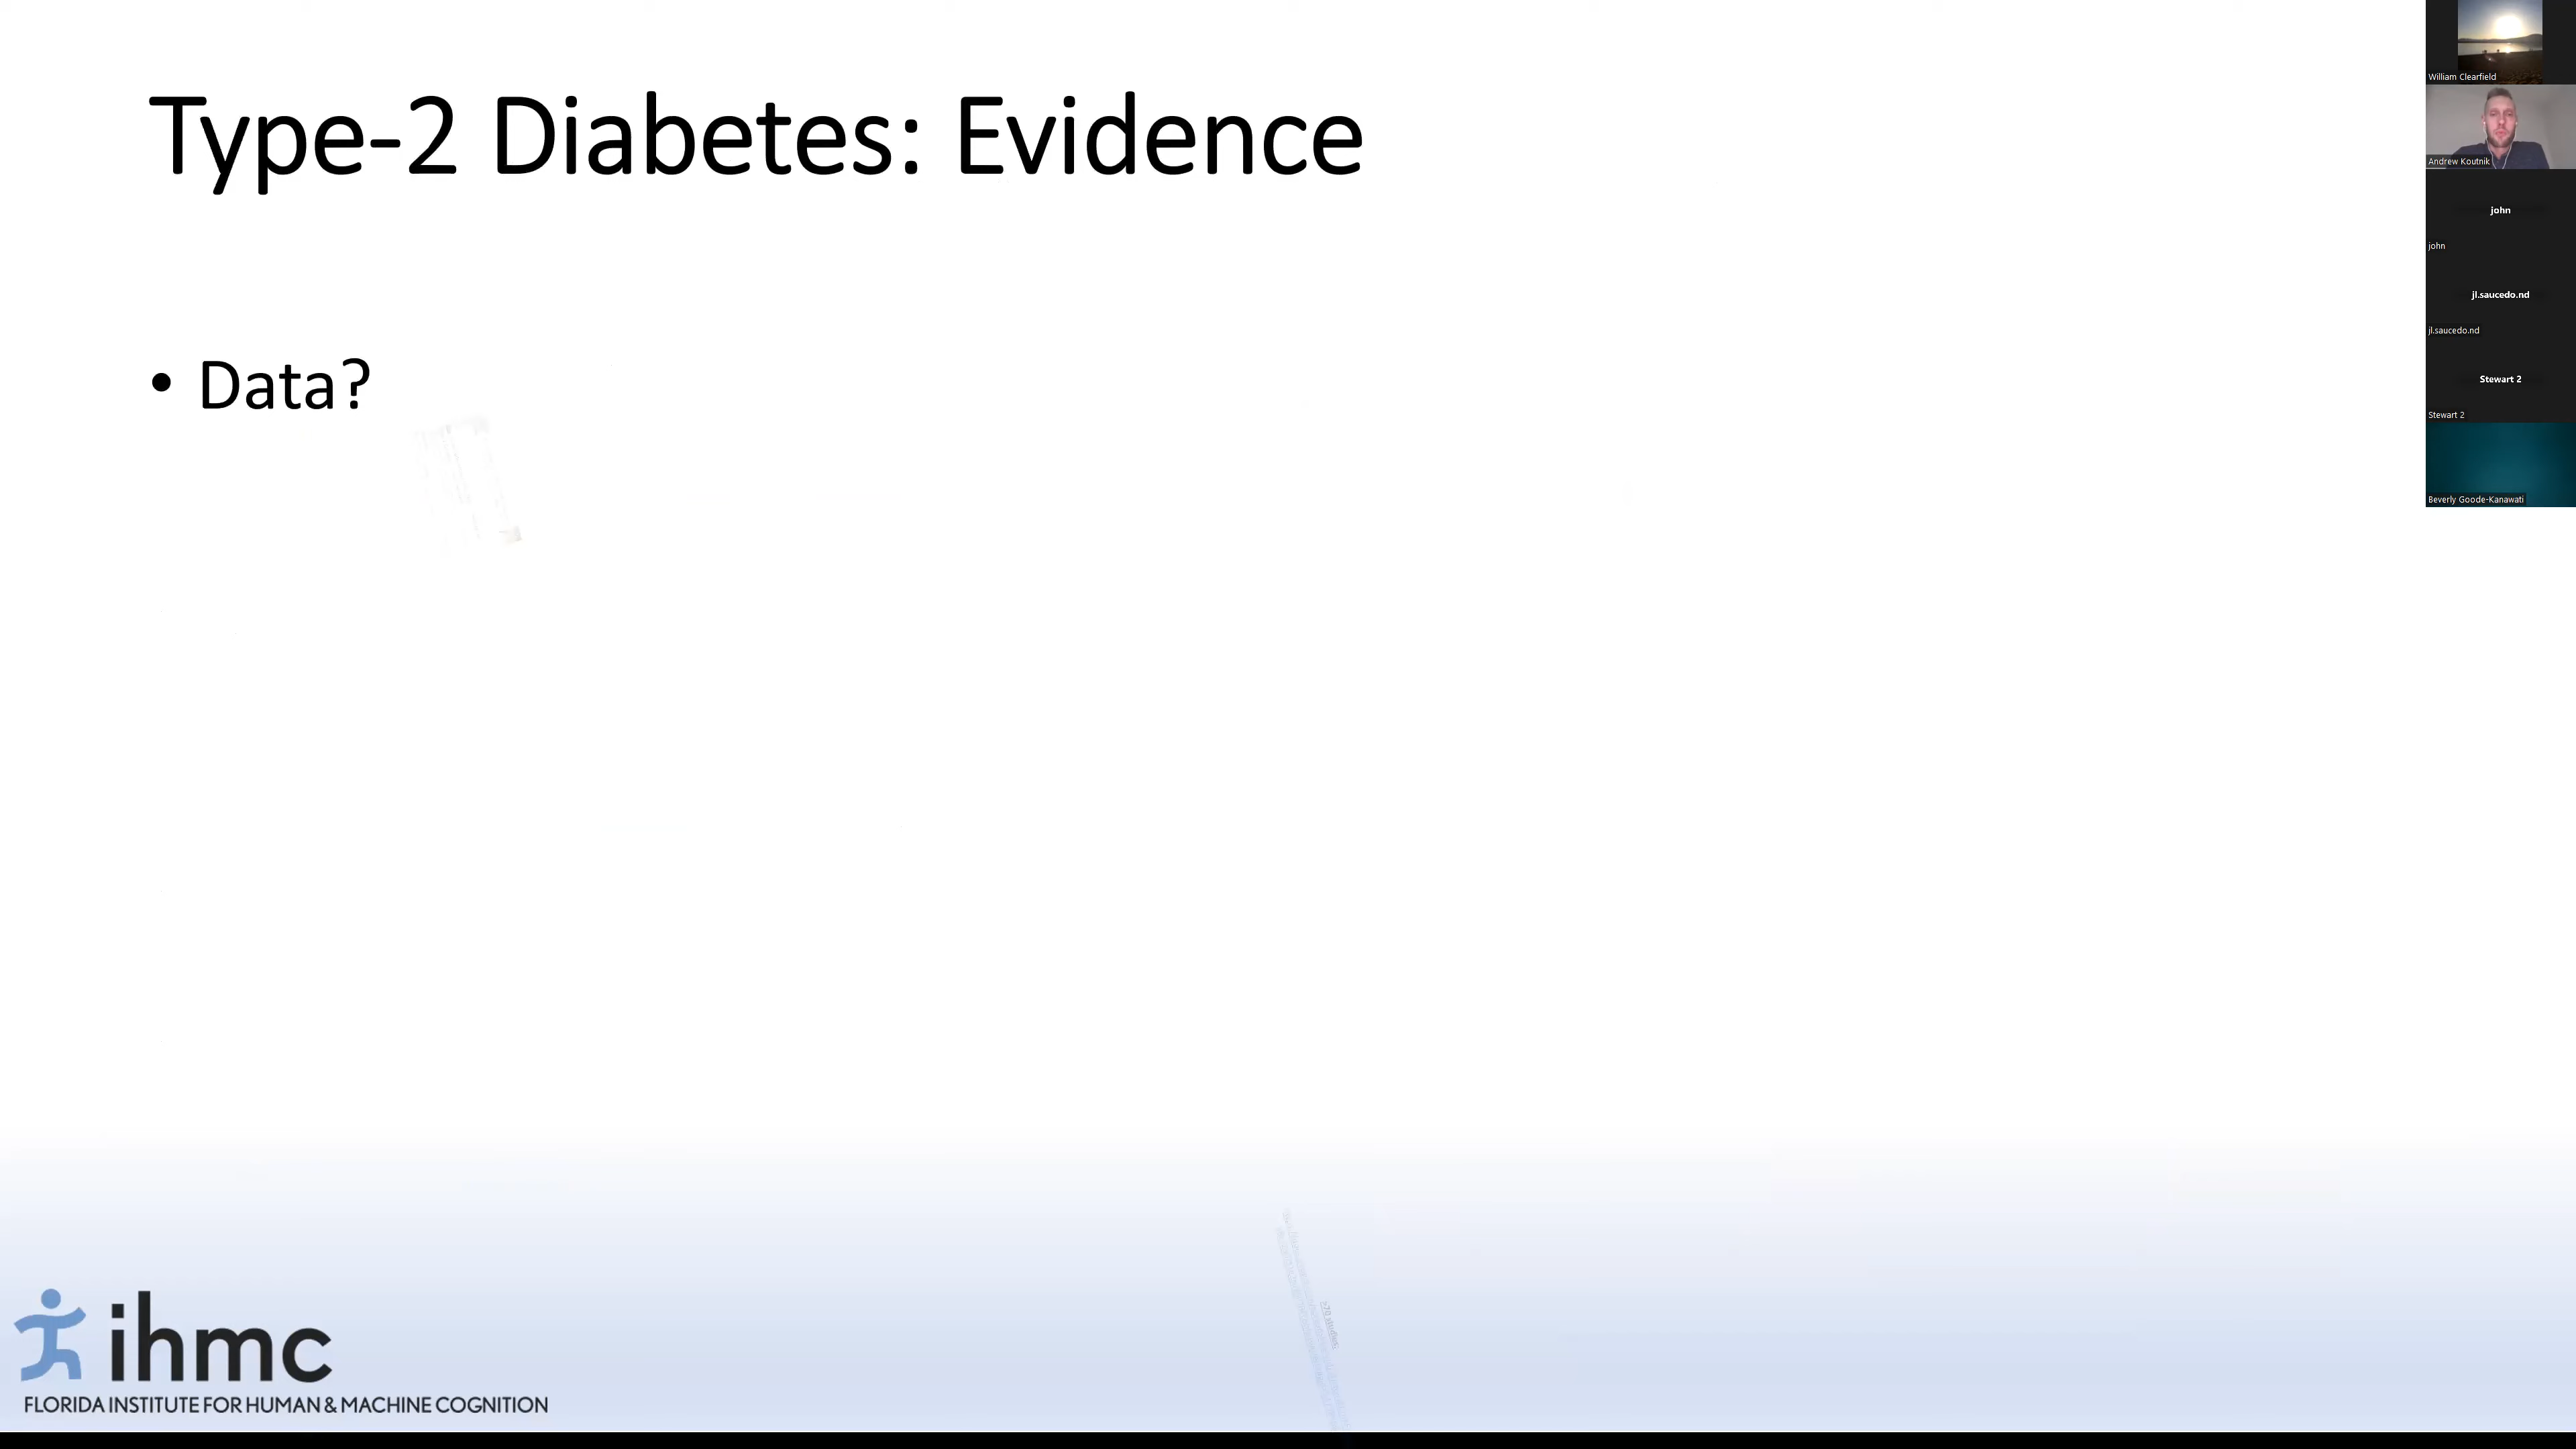 Type-2 Diabetes: Evidence
• Data?
ihmc
FLORIDA INSTITUTE FOR HUMAN & MACHINE COGNITION
William Clearfield
Andrew Koutnik
john
john
jl.saucedo.nd
jl.saucedo.nd
Stewart 2
Stewart 2
Beverly Goode-Kanawati